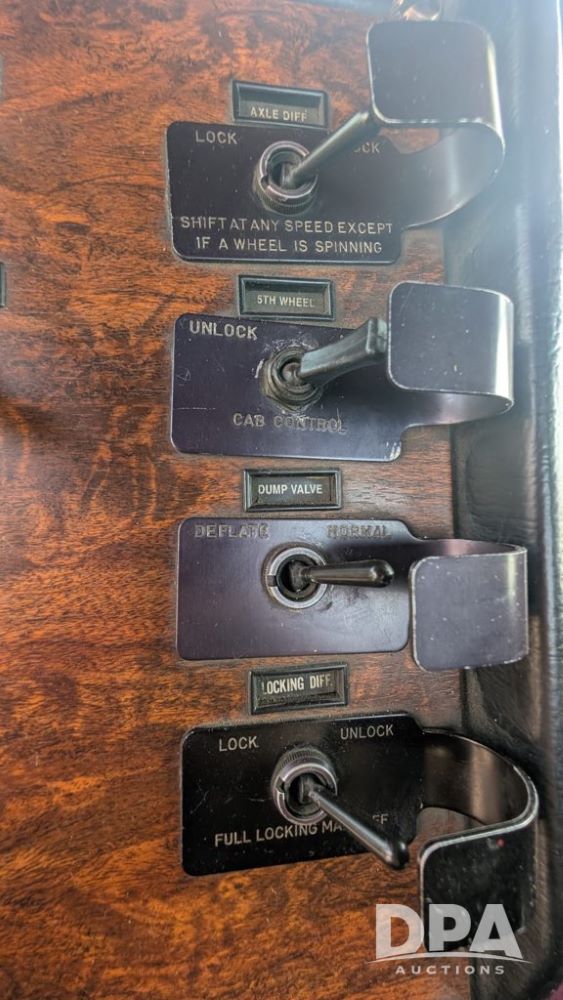 AXLE DIFF
LOCK
SHIFT AT ANY SPEED EXCEPT
IF A WHEEL IS SPINNING
5TH WHEEL
UNLOCK
CAB CONTROL
DUMP VALVE
DEFLATE NORMAL
LOCKING DIFF.
LOCK UNLOCK
FULL LOCKING
DPA
AUCTIONS